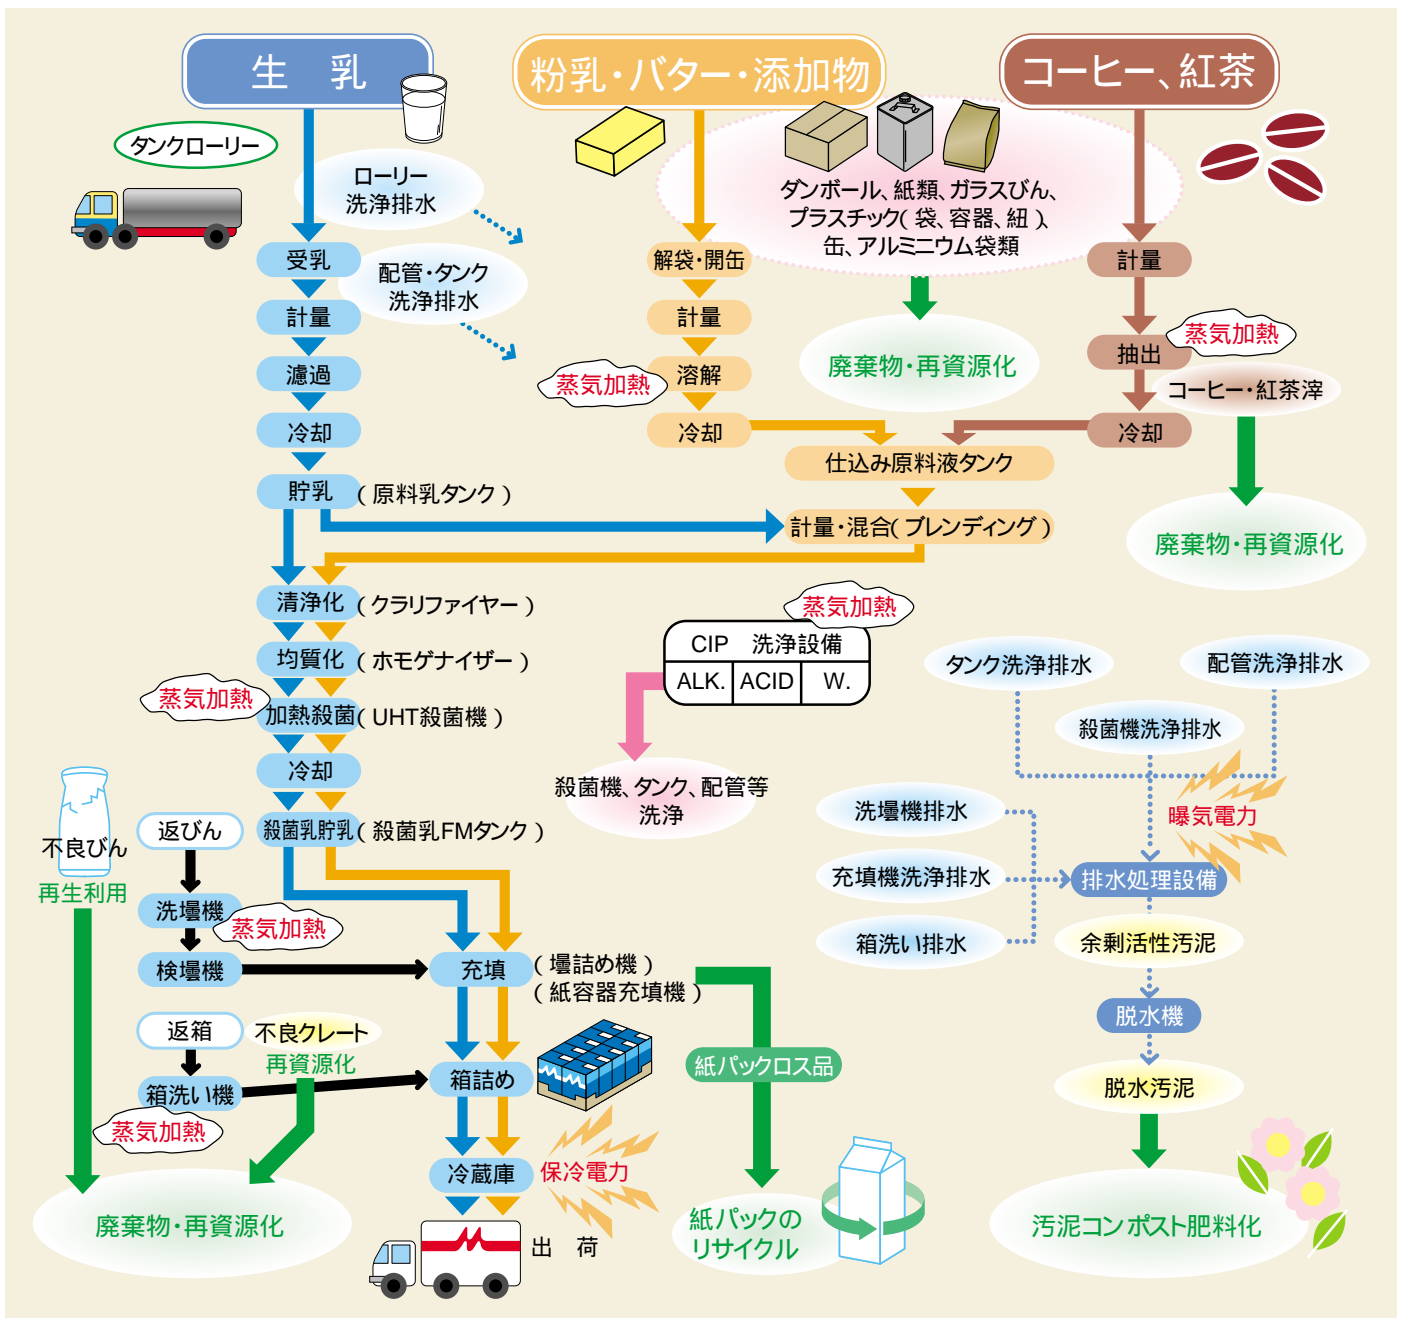 生 乳
粉乳・バター・添加物
コーヒー、紅茶
タンクローリー
ローリー
洗浄排水
配管・タンク
洗浄排水
受乳
計量
濾過
冷却
貯乳
(原料乳タンク)
ダンボール、紙類、ガラスびん、
プラスチック(袋、容器、紐)、
缶、アルミニウム袋類
廃棄物・再資源化
解袋・開缶
計量
溶解
蒸気加熱
冷却
計量
抽出
蒸気加熱
コーヒー・紅茶滓
冷却
廃棄物・再資源化
仕込み原料液タンク
計量・混合(ブレンディング)
清浄化
(クラリファイヤー)
均質化
(ホモゲナイザー)
蒸気加熱
加熱殺菌
(UHT殺菌機)
冷却
殺菌乳貯乳
(殺菌乳FMタンク)
蒸気加熱
CIP 洗浄設備
ALK.
ACID
W.
殺菌機、タンク、配管等
洗浄
タンク洗浄排水
配管洗浄排水
殺菌機洗浄排水
曝気電力
洗壜機排水
充填機洗浄排水
箱洗い排水
排水処理設備
余剰活性汚泥
脱水機
脱水汚泥
汚泥コンポスト肥料化
不良びん
再生利用
返びん
洗壜機
蒸気加熱
検壜機
充填
(壜詰め機)
(紙容器充填機)
返箱
不良クレート
再資源化
箱洗い機
蒸気加熱
箱詰め
紙パックロス品
冷蔵庫
保冷電力
廃棄物・再資源化
出 荷
紙パックの
リサイクル